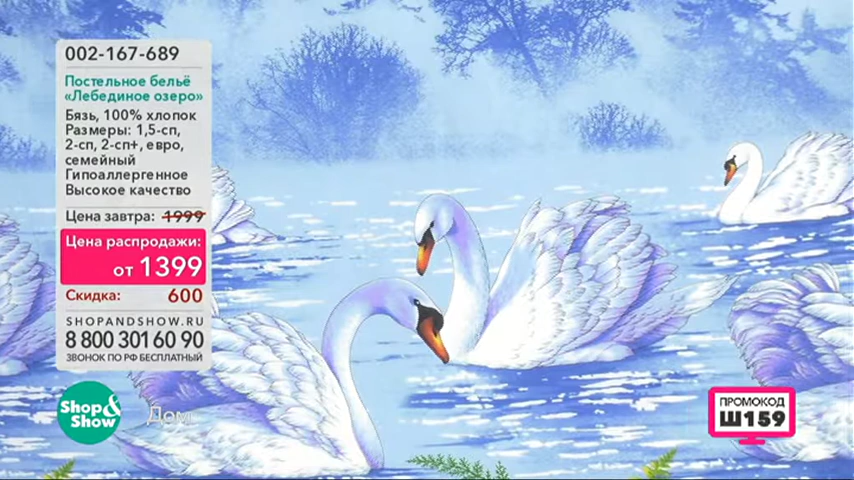 002-167-689
Постельное бельё
«Лебединое озеро»
Бязь, 100% хлопок
Размеры: 1,5-сп,
2-сп, 2-сп+, евро,
семейный
Гипоаллергенное
Высокое качество
Цена завтра: 1999
Цена распродажи:
от 1399
Скидка: 600
SHOPANDSHOW.RU
8 800 301 60 90
ЗВОНОК ПО РФ БЕСПЛАТНЫЙ
Shop&
Show
Дом
ПРОМОКОД
Ш159